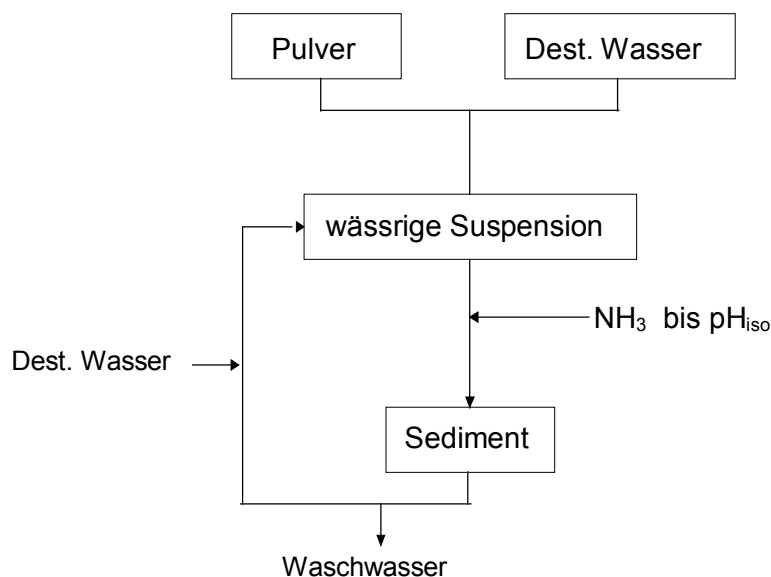 Pulver
Dest. Wasser
wässrige Suspension
NH₃ bis pHᵢₛₒ
Dest. Wasser
Sediment
Waschwasser